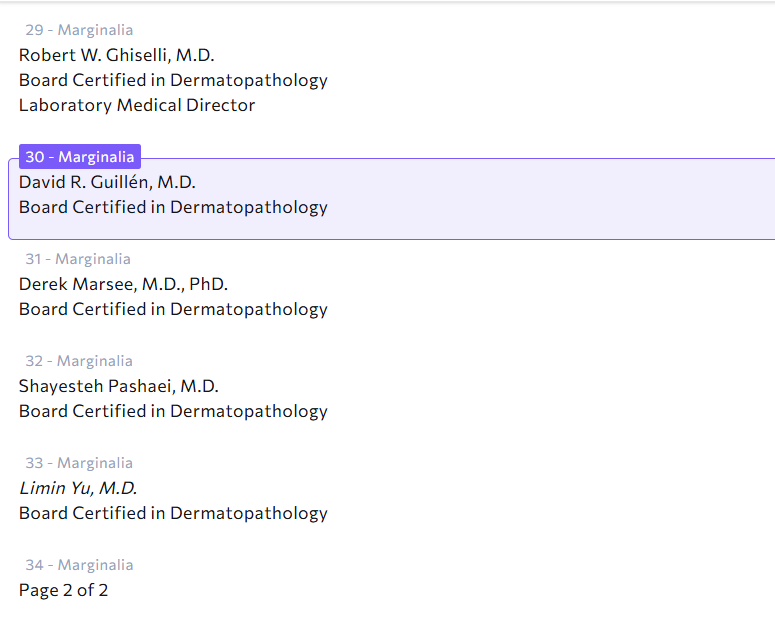 29 - Marginalia
Robert W. Ghiselli, M.D.
Board Certified in Dermatopathology
Laboratory Medical Director
30 - Marginalia
David R. Guillén, M.D.
Board Certified in Dermatopathology
31 - Marginalia
Derek Marsee, M.D., PhD.
Board Certified in Dermatopathology
32 - Marginalia
Shayesteh Pashaei, M.D.
Board Certified in Dermatopathology
33 - Marginalia
Limin Yu, M.D.
Board Certified in Dermatopathology
34 - Marginalia
Page 2 of 2